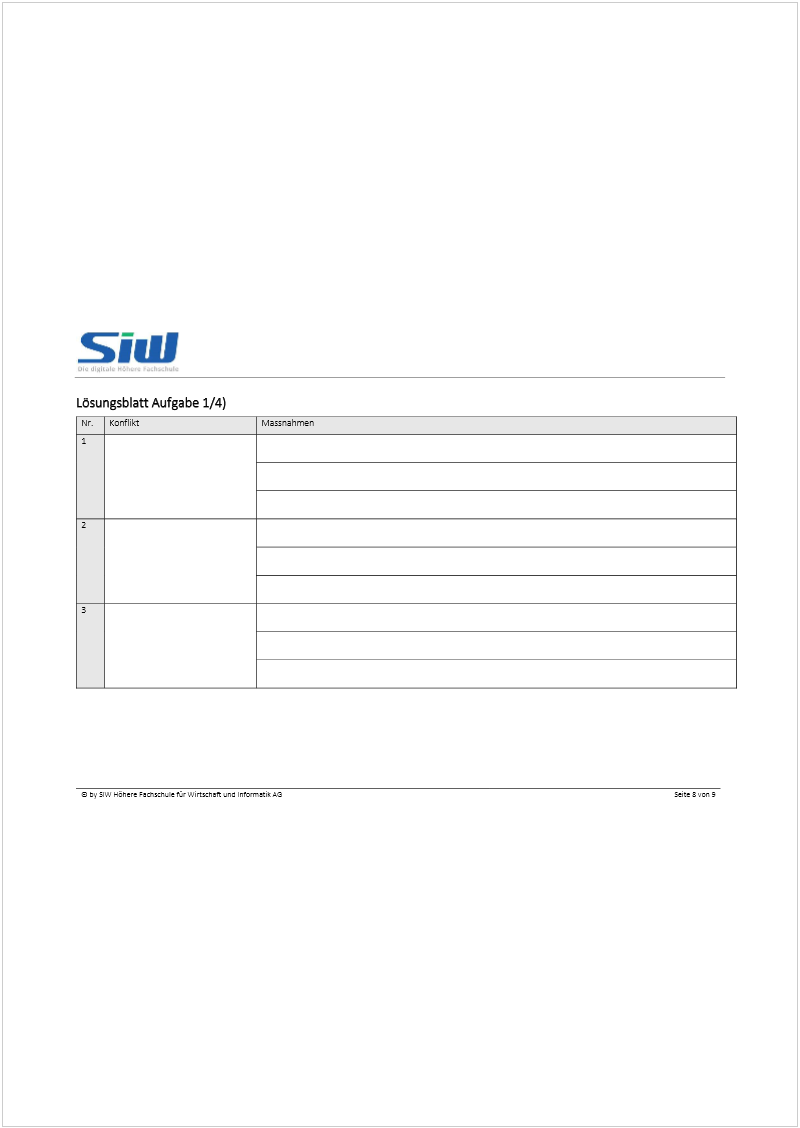 SiW
Die digitale Höhere Fachschule
Lösungsblatt Aufgabe 1/4)
Nr. Konflikt Massnahmen
1
2
3
© by SIW Höhere Fachschule für Wirtschaft und Informatik AG Seite 8 von 9